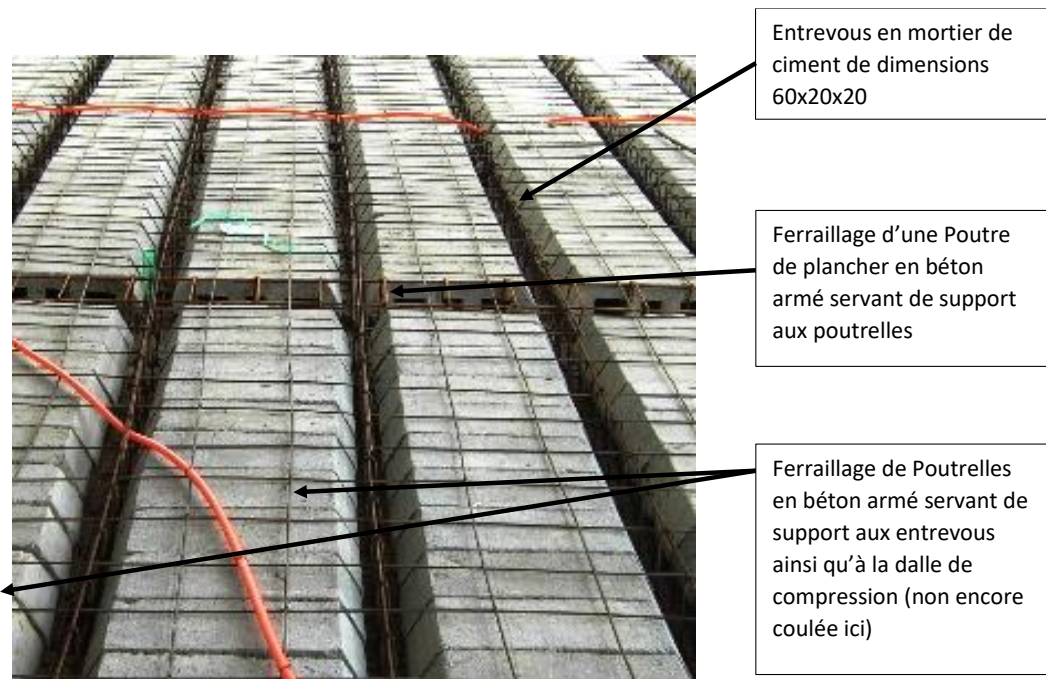 Entrevous en mortier de
ciment de dimensions
60x20x20
Ferraillage d’une Poutre
de plancher en béton
armé servant de support
aux poutrelles
Ferraillage de Poutrelles
en béton armé servant de
support aux entrevous
ainsi qu’à la dalle de
compression (non encore
coulée ici)